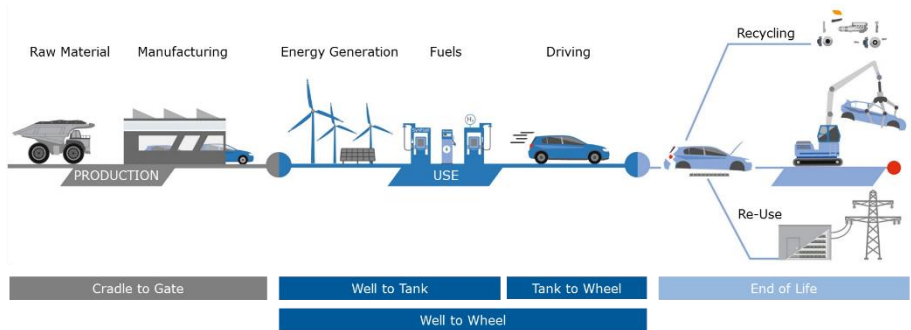 Raw Material
Manufacturing
Energy Generation
Fuels
Driving
Recycling
H₂
PRODUCTION
USE
Re-Use
Cradle to Gate
Well to Tank
Tank to Wheel
End of Life
Well to Wheel